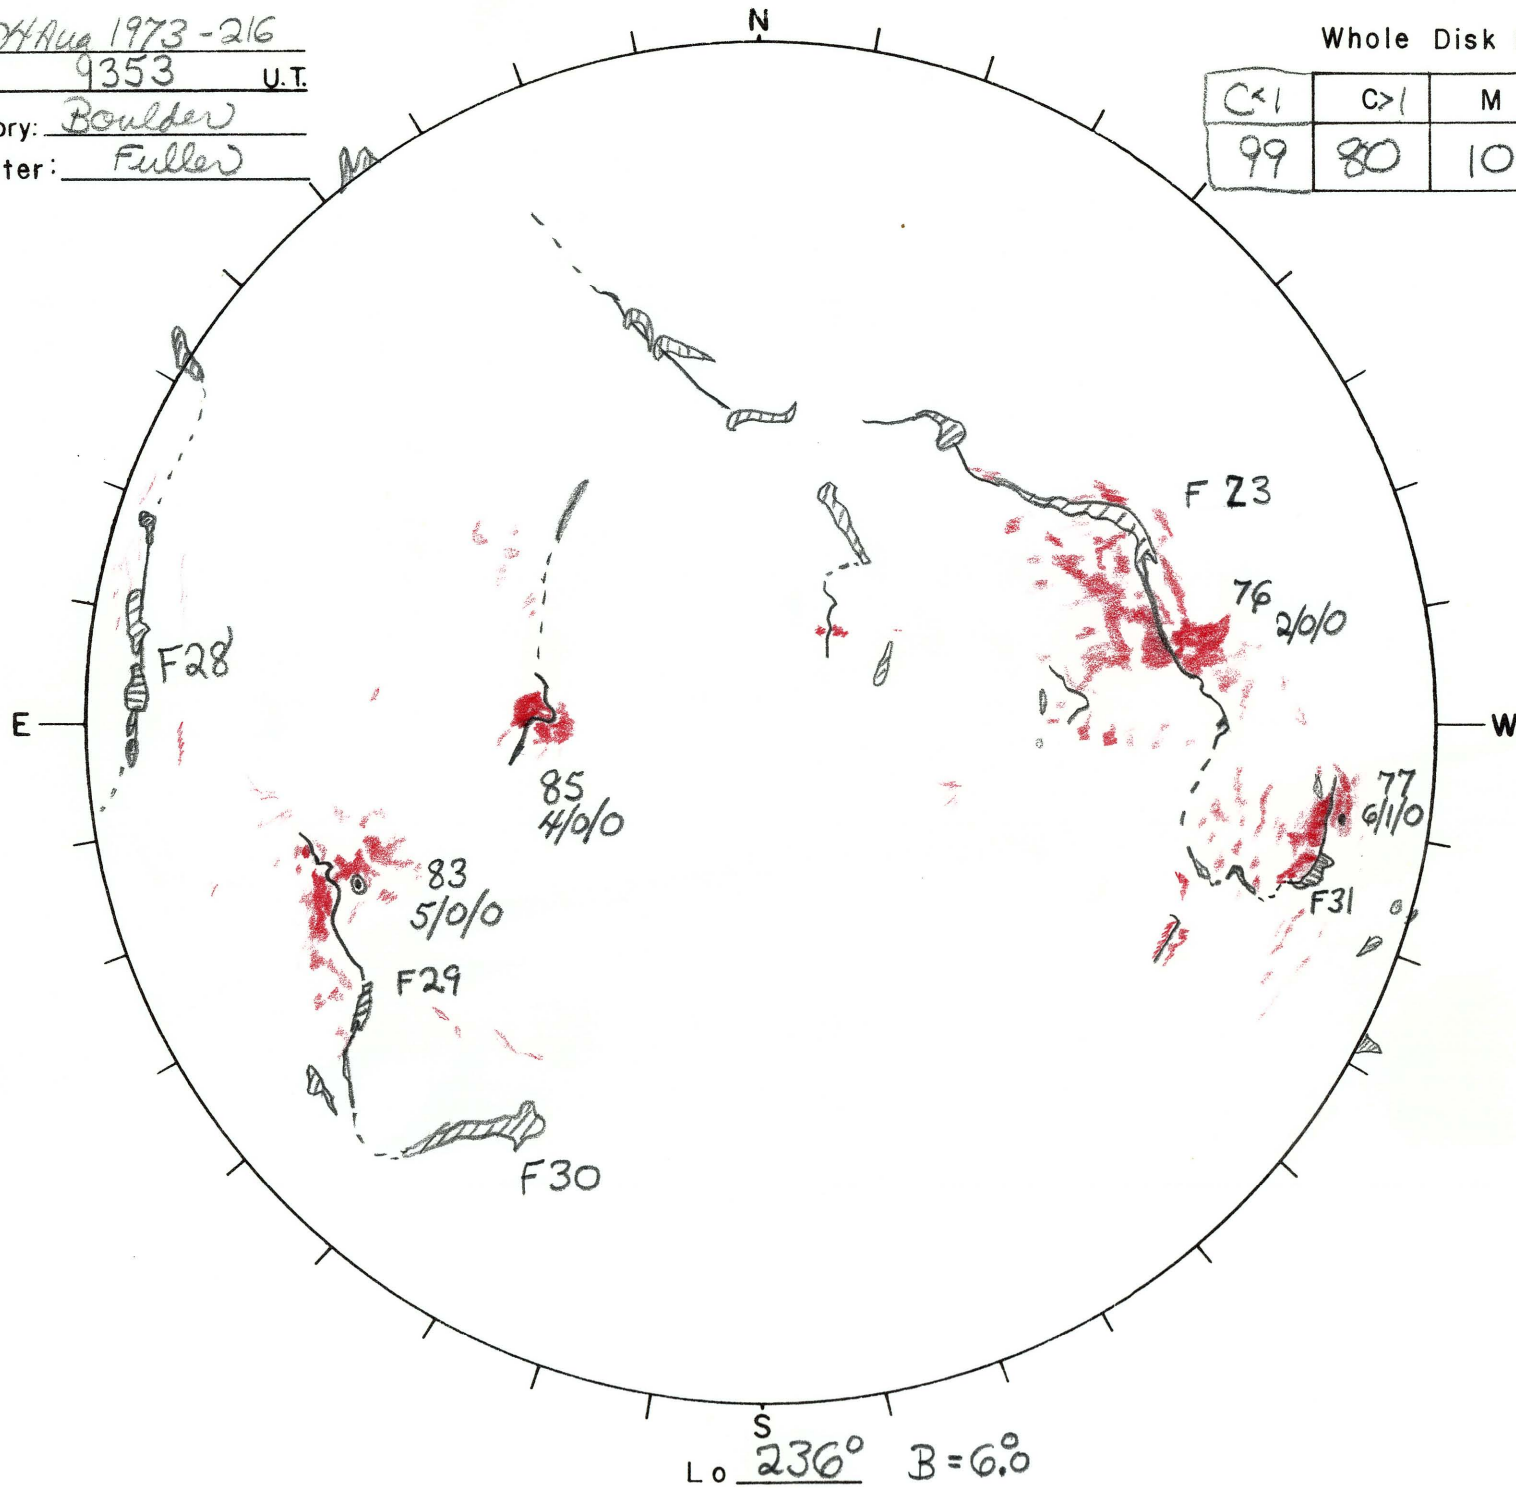 04 Aug 1973 - 216
9353 U.T.
ory: Boulder
ter: Fuller
N
Whole Disk
C<1 C>1 M
99 80 10
F 23
76
2/0/0
F28
E
W
85
4/0/0
77
6/1/0
83
5/0/0
F31
F29
F30
S
Lo 236° B = 6.0°